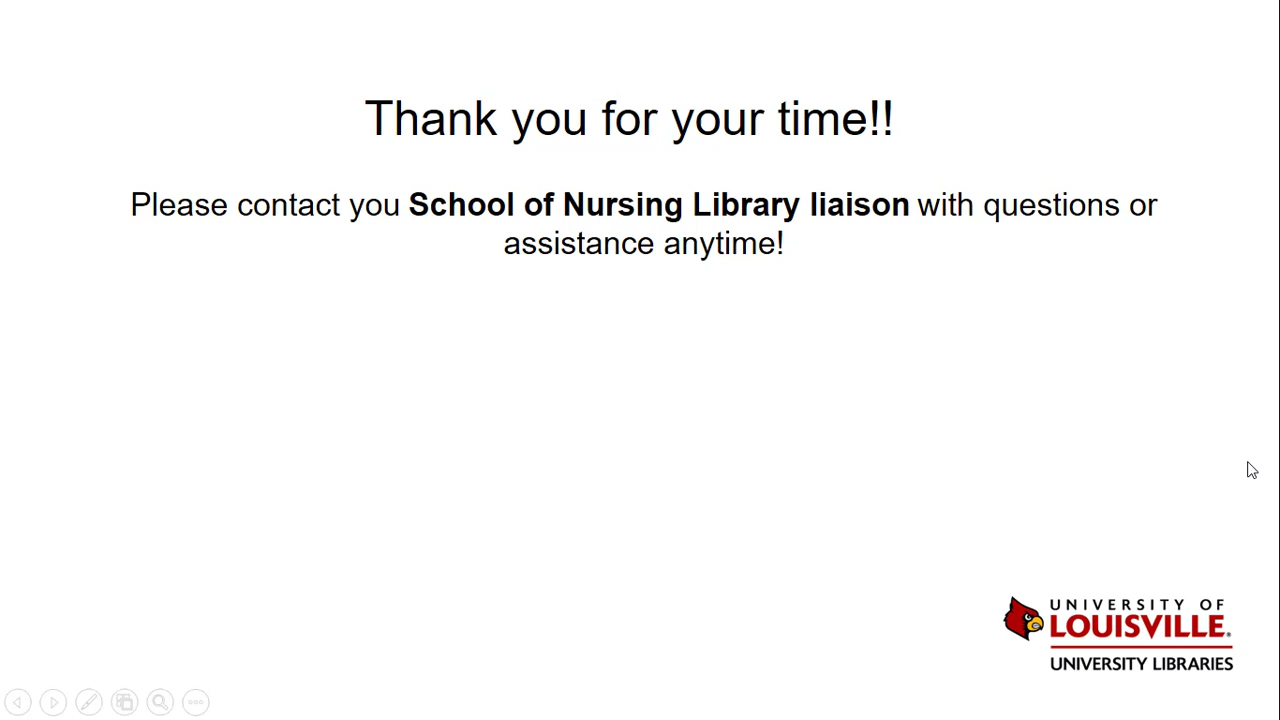 Thank you for your time!!
Please contact you School of Nursing Library liaison with questions or
assistance anytime!
UNIVERSITY OF
LOUISVILLE.
UNIVERSITY LIBRARIES